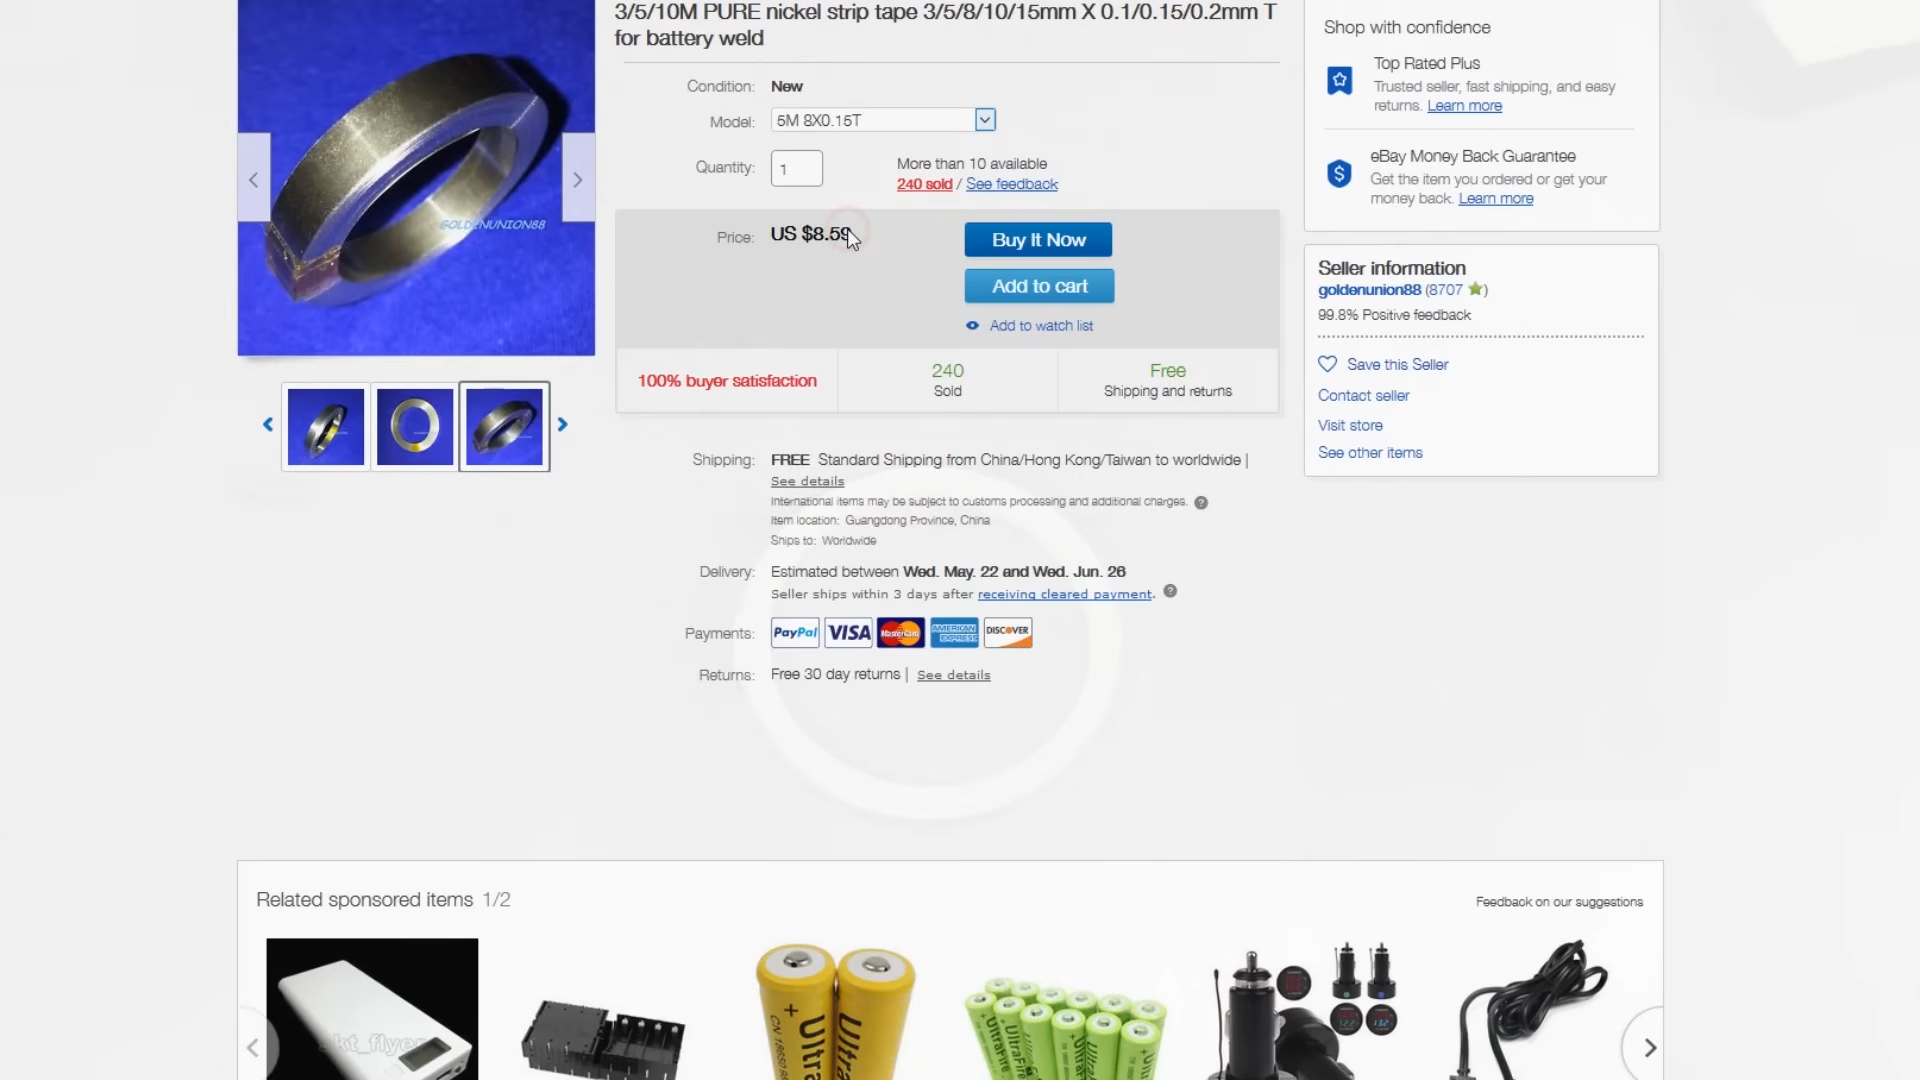 3/5/10M PURE nickel strip tape 3/5/8/10/15mm X 0.1/0.15/0.2mm T
for battery weld
Condition: New
Model: 5M 8X0.15T
Quantity: 1
More than 10 available
240 sold / See feedback
Price: US $8.59
Buy It Now
Add to cart
Add to watch list
100% buyer satisfaction
240
Sold
Free
Shipping and returns
GOLDENUNION88
Shipping: FREE Standard Shipping from China/Hong Kong/Taiwan to worldwide |
See details
International items may be subject to customs processing and additional charges.
Item location: Guangdong Province, China
Ships to: Worldwide
Delivery: Estimated between Wed. May. 22 and Wed. Jun. 26
Seller ships within 3 days after receiving cleared payment.
Payments: PayPal VISA MasterCard AMERICAN EXPRESS DISCOVER
Returns: Free 30 day returns | See details
Shop with confidence
Top Rated Plus
Trusted seller, fast shipping, and easy
returns. Learn more
eBay Money Back Guarantee
Get the item you ordered or get your
money back. Learn more
Seller information
goldenunion88 (8707)
99.8% Positive feedback
Save this Seller
Contact seller
Visit store
See other items
Related sponsored items 1/2
Feedback on our suggestions
UltraFire